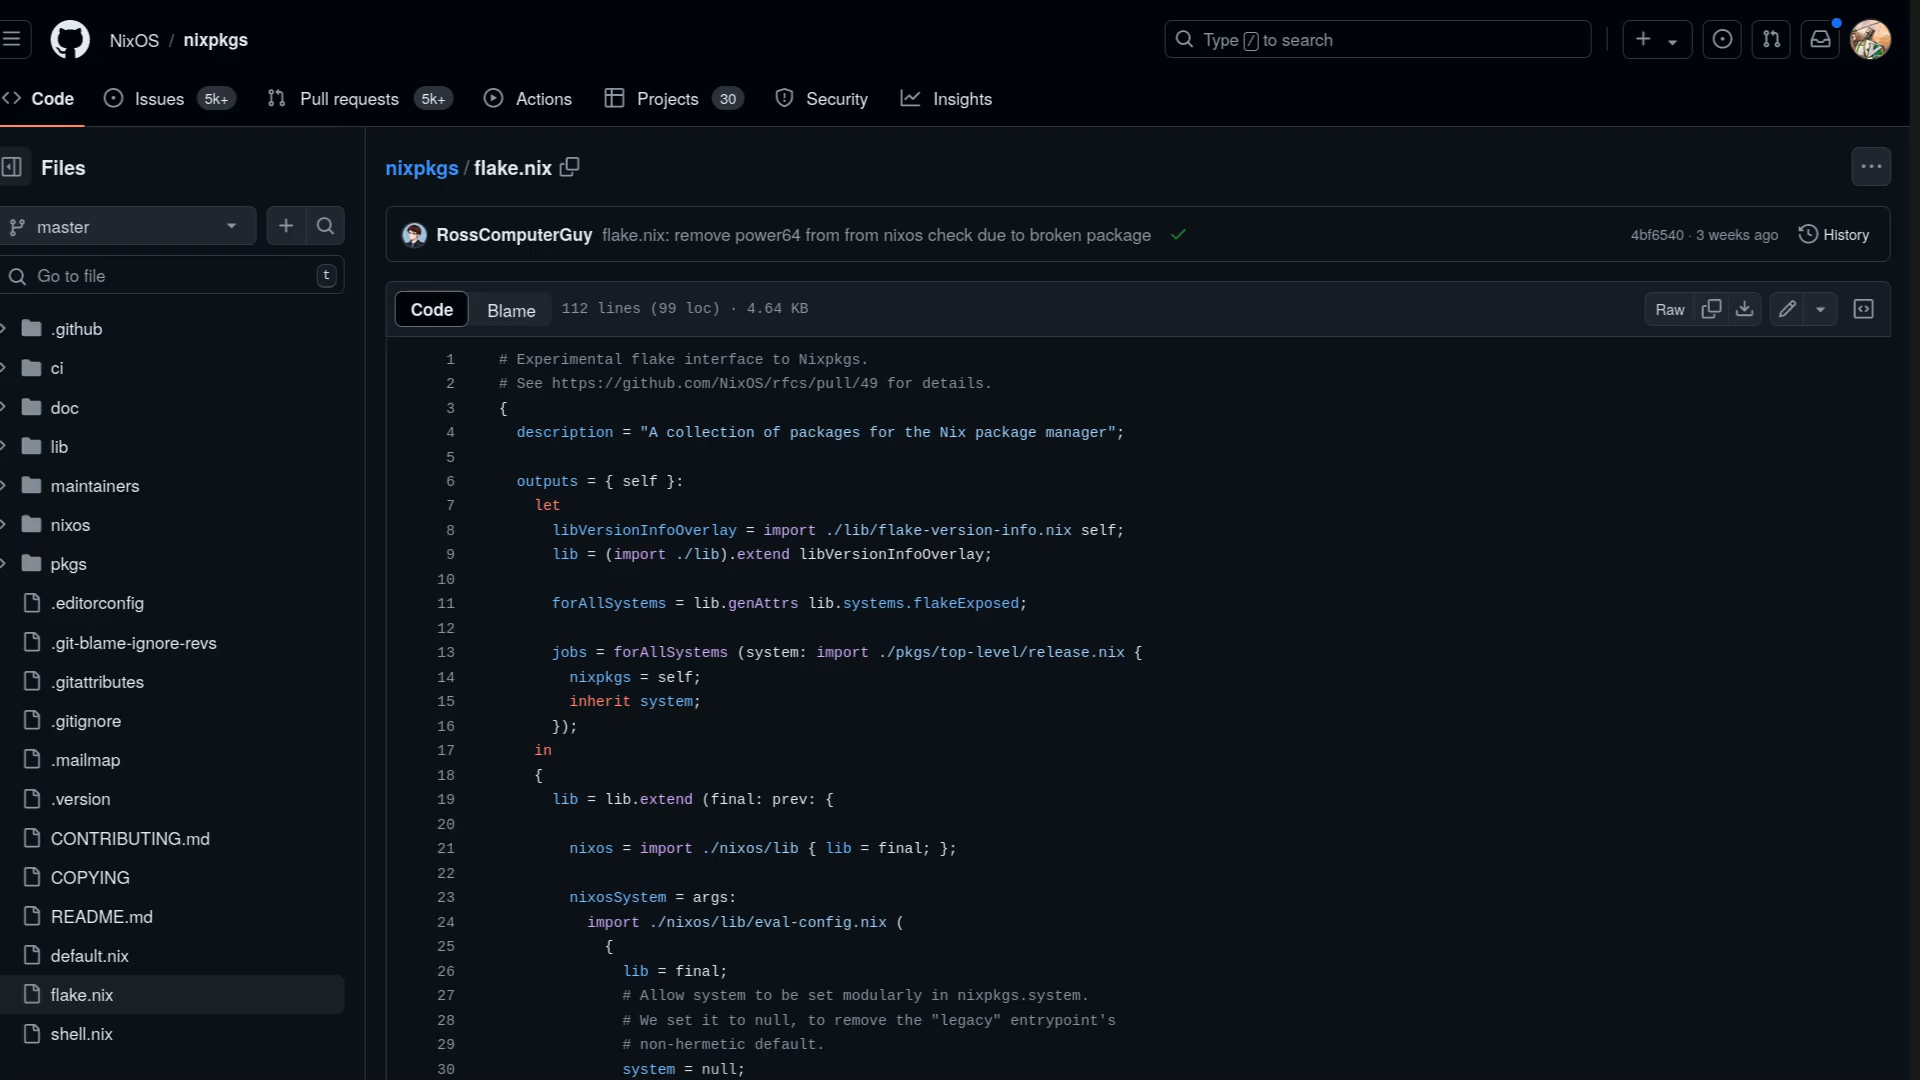 NixOS / nixpkgs
Type / to search
Code
Issues 5k+
Pull requests 5k+
Actions
Projects 30
Security
Insights
Files
master
Go to file t
.github
ci
doc
lib
maintainers
nixos
pkgs
.editorconfig
.git-blame-ignore-revs
.gitattributes
.gitignore
.mailmap
.version
CONTRIBUTING.md
COPYING
README.md
default.nix
flake.nix
shell.nix
nixpkgs / flake.nix
RossComputerGuy flake.nix: remove power64 from from nixos check due to broken package
4bf6540 · 3 weeks ago
History
Code
Blame
112 lines (99 loc) · 4.64 KB
Raw
1 # Experimental flake interface to Nixpkgs.
2 # See https://github.com/NixOS/rfcs/pull/49 for details.
3 {
4   description = "A collection of packages for the Nix package manager";
5
6   outputs = { self }:
7     let
8       libVersionInfoOverlay = import ./lib/flake-version-info.nix self;
9       lib = (import ./lib).extend libVersionInfoOverlay;
10
11       forAllSystems = lib.genAttrs lib.systems.flakeExposed;
12
13       jobs = forAllSystems (system: import ./pkgs/top-level/release.nix {
14         nixpkgs = self;
15         inherit system;
16       });
17     in
18     {
19       lib = lib.extend (final: prev: {
20
21         nixos = import ./nixos/lib { lib = final; };
22
23         nixosSystem = args:
24           import ./nixos/lib/eval-config.nix (
25             {
26               lib = final;
27               # Allow system to be set modularly in nixpkgs.system.
28               # We set it to null, to remove the "legacy" entrypoint's
29               # non-hermetic default.
30               system = null;